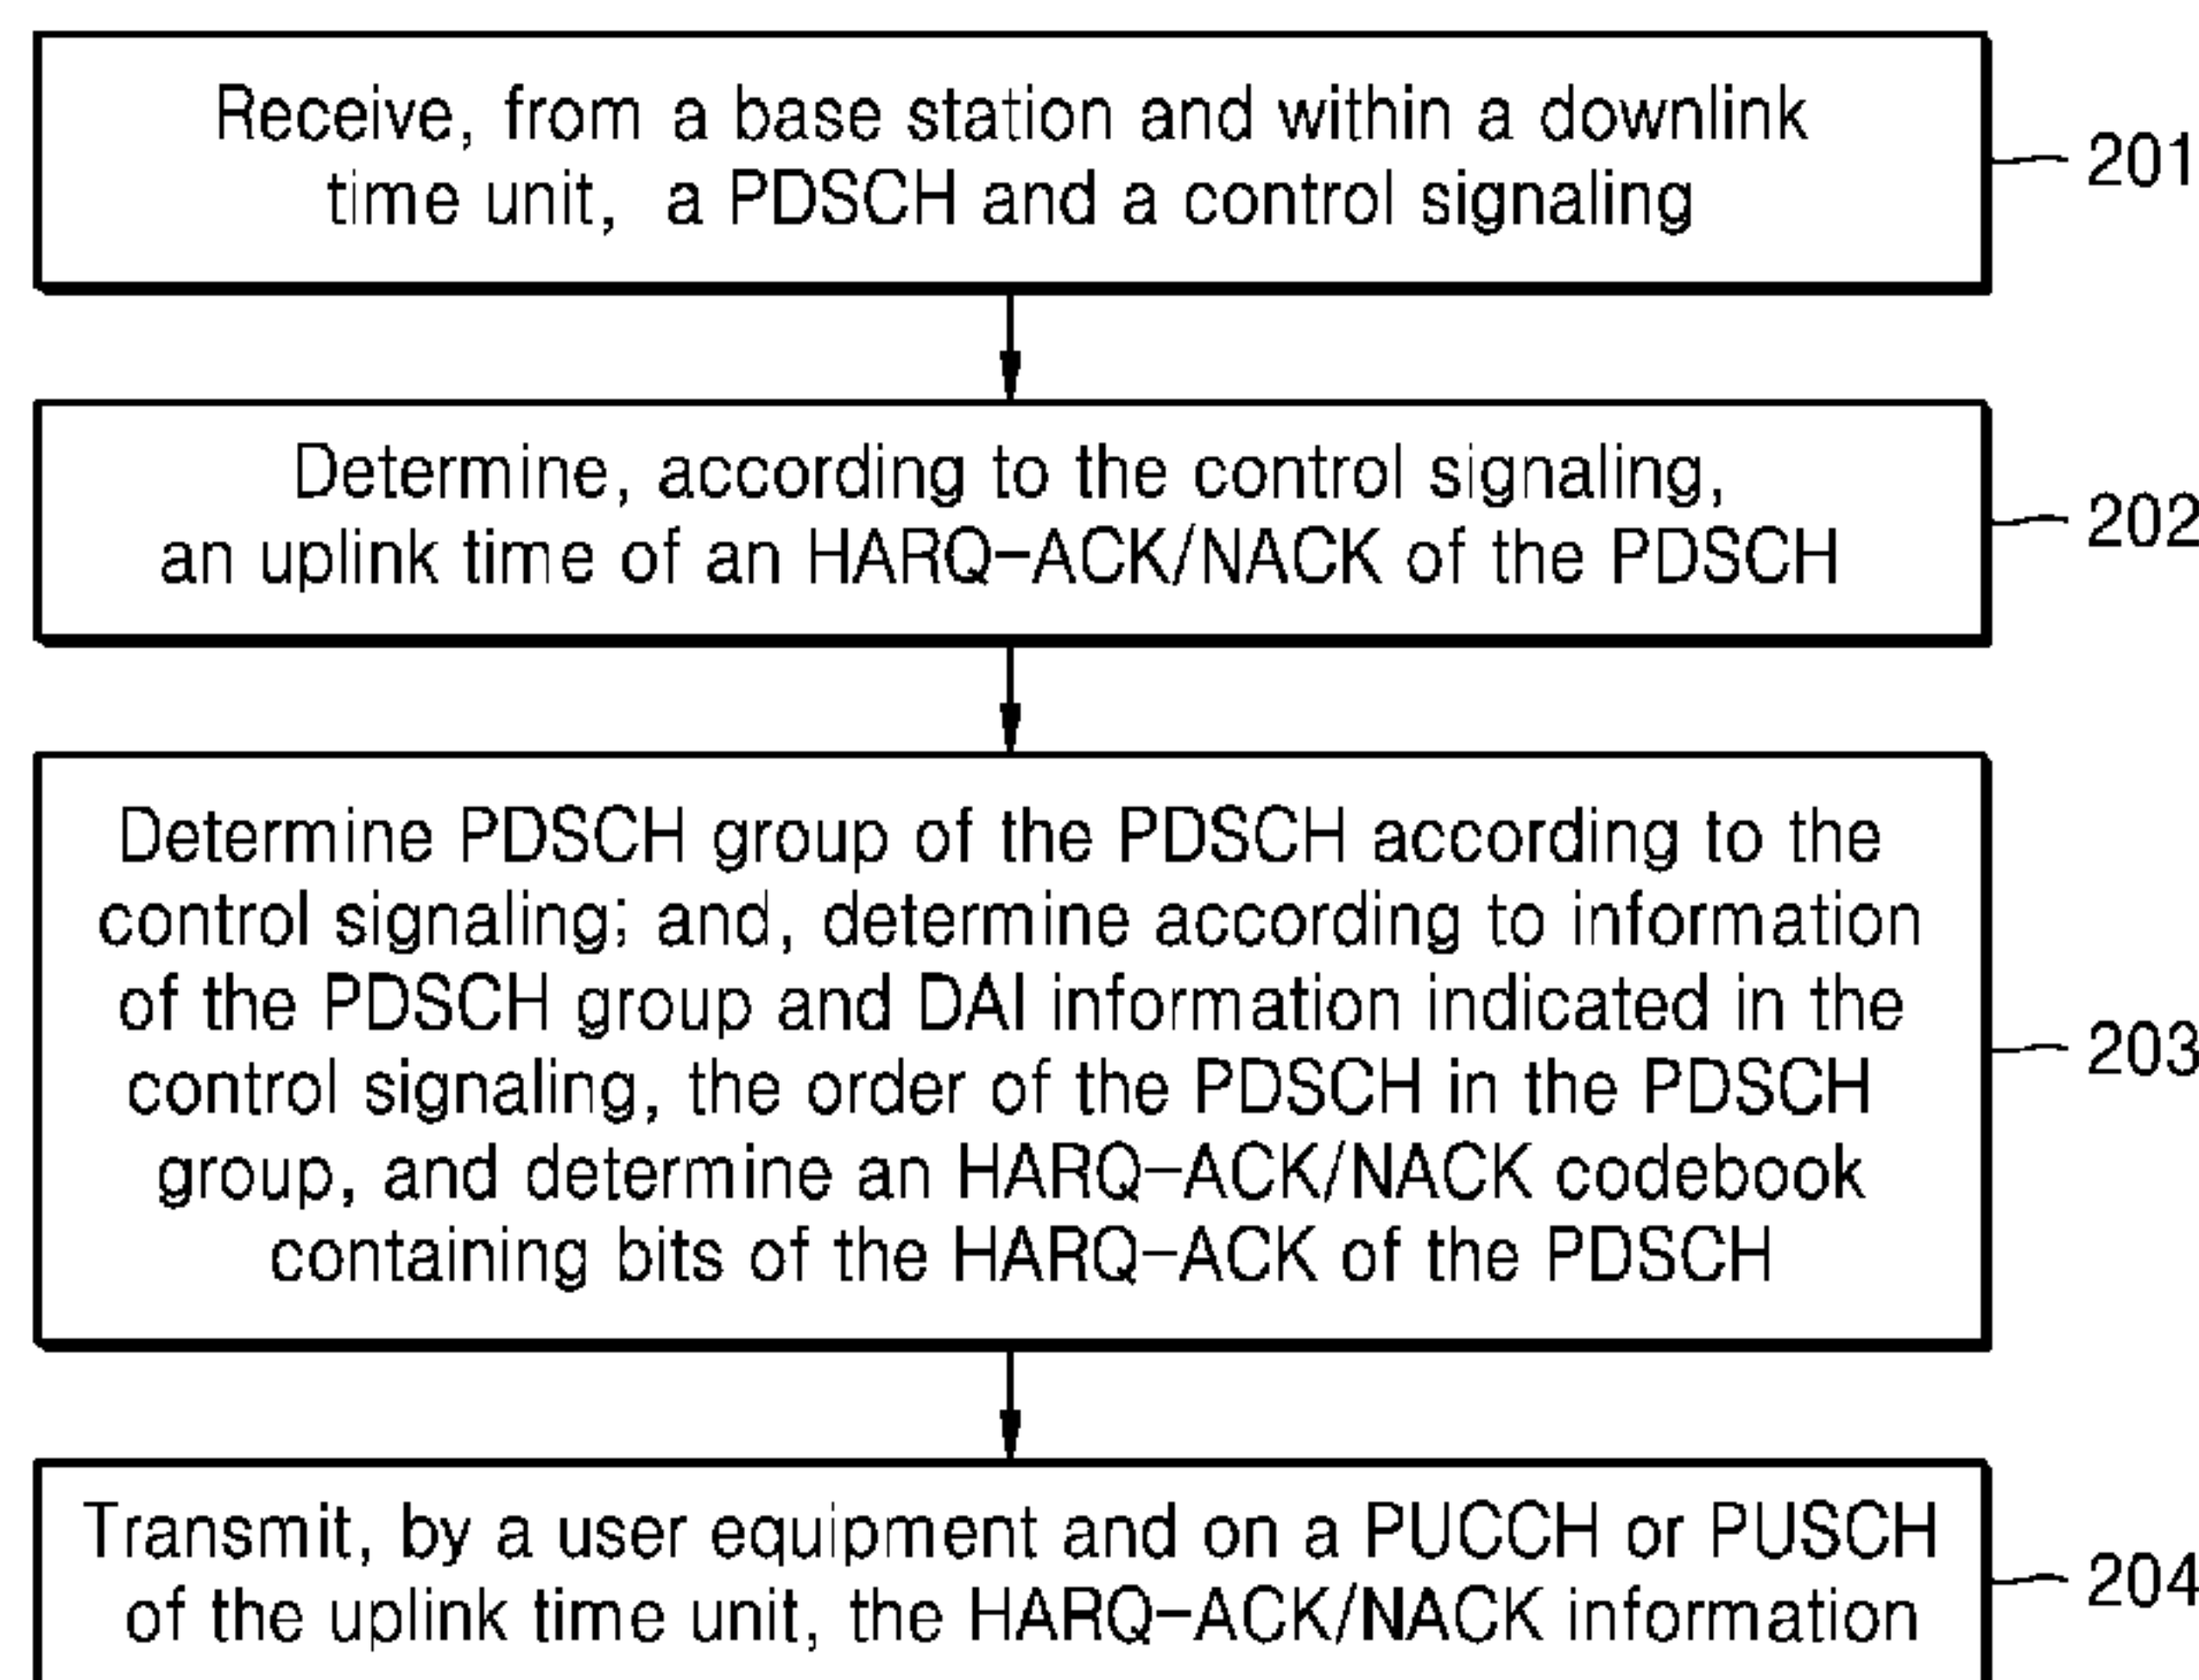 Receive, from a base station and within a downlink
time unit, a PDSCH and a control signaling
201
Determine, according to the control signaling,
an uplink time of an HARQ-ACK/NACK of the PDSCH
202
Determine PDSCH group of the PDSCH according to the
control signaling; and, determine according to information
of the PDSCH group and DAI information indicated in the
control signaling, the order of the PDSCH in the PDSCH
group, and determine an HARQ-ACK/NACK codebook
containing bits of the HARQ-ACK of the PDSCH
203
Transmit, by a user equipment and on a PUCCH or PUSCH
of the uplink time unit, the HARQ-ACK/NACK information
204